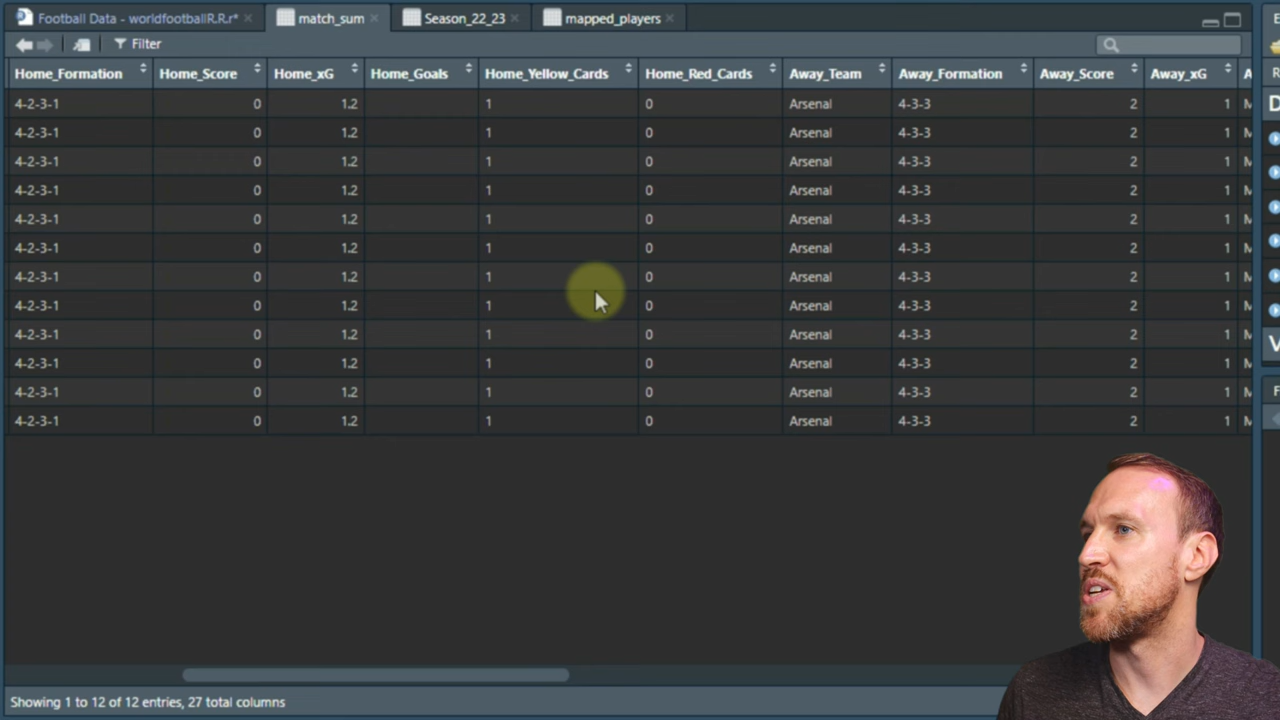 Football Data - worldfootballR.R.r* match_sum Season_22_23 mapped_players
Filter
Home_Formation Home_Score Home_xG Home_Goals Home_Yellow_Cards Home_Red_Cards Away_Team Away_Formation Away_Score Away_xG A
4-2-3-1 0 1.2 1 0 Arsenal 4-3-3 2 1 M
4-2-3-1 0 1.2 1 0 Arsenal 4-3-3 2 1 M
4-2-3-1 0 1.2 1 0 Arsenal 4-3-3 2 1 M
4-2-3-1 0 1.2 1 0 Arsenal 4-3-3 2 1 M
4-2-3-1 0 1.2 1 0 Arsenal 4-3-3 2 1 M
4-2-3-1 0 1.2 1 0 Arsenal 4-3-3 2 1 M
4-2-3-1 0 1.2 1 0 Arsenal 4-3-3 2 1 M
4-2-3-1 0 1.2 1 0 Arsenal 4-3-3 2 1 M
4-2-3-1 0 1.2 1 0 Arsenal 4-3-3 2 1 M
4-2-3-1 0 1.2 1 0 Arsenal 4-3-3 2 1 M
4-2-3-1 0 1.2 1 0 Arsenal 4-3-3 2 1 M
4-2-3-1 0 1.2 1 0 Arsenal 4-3-3 2 1 M
Showing 1 to 12 of 12 entries, 27 total columns